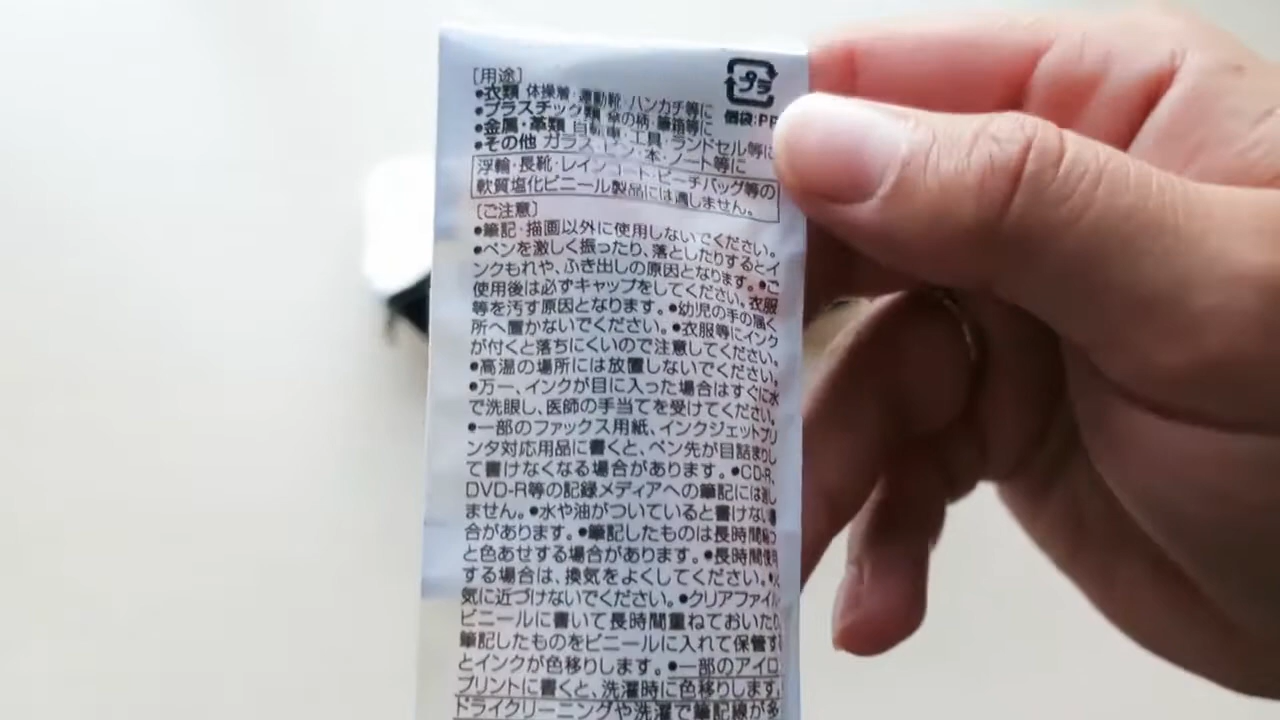 [用途]
プラ
●衣類 体操着・運動靴・ハンカチ等に
個袋:PP
●プラスチック類 傘の柄・筆箱等に
●金属・革類 自動車・工具・ランドセル等に
●その他 ガラスビン・本・ノート等に
浮輪・長靴・レインコート・ビーチバッグ等の
軟質塩化ビニール製品には適しません。
[ご注意]
●筆記・描画以外に使用しないでください。
●ペンを激しく振ったり、落としたりするとイ
ンクもれや、ふき出しの原因となります。●ご
使用後は必ずキャップをしてください。衣服
等を汚す原因となります。●幼児の手の届く
所へ置かないでください。●衣服等にインク
が付くと落ちにくいので注意してください。
●高温の場所には放置しないでください。
●万一、インクが目に入った場合はすぐに水
で洗眼し、医師の手当てを受けてください。
●一部のファックス用紙、インクジェットプリ
ンタ対応用品に書くと、ペン先が目詰まりし
て書けなくなる場合があります。●CD-R、
DVD-R等の記録メディアへの筆記には適し
ません。●水や油がついていると書けない場
合があります。●筆記したものは長時間経つ
と色あせする場合があります。●長時間使用
する場合は、換気をよくしてください。●
気に近づけないでください。●クリアファイル
ビニールに書いて長時間重ねておいたり
筆記したものをビニールに入れて保管す
とインクが色移りします。●一部のアイロ
プリントに書くと、洗濯時に色移りします。
ドライクリーニングや洗濯で筆記線が多